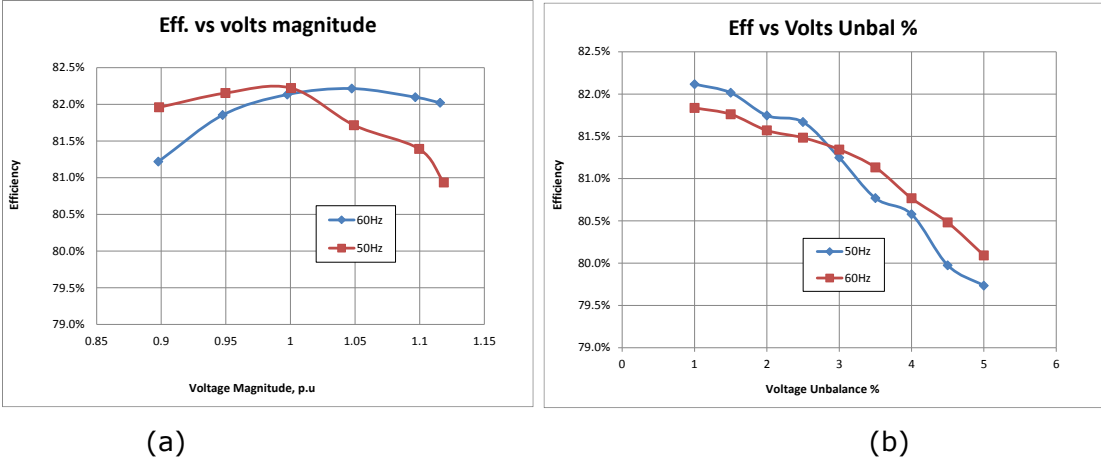 Eff. vs volts magnitude
82.5%
82.0%
81.5%
81.0%
80.5%
80.0%
79.5%
79.0%
0.85
0.9
0.95
1
1.05
1.1
1.15
Efficiency
Voltage Magnitude, p.u
60Hz
50Hz
(a)
Eff vs Volts Unbal %
82.5%
82.0%
81.5%
81.0%
80.5%
80.0%
79.5%
79.0%
0
1
2
3
4
5
6
Efficiency
Voltage Unbalance %
50Hz
60Hz
(b)